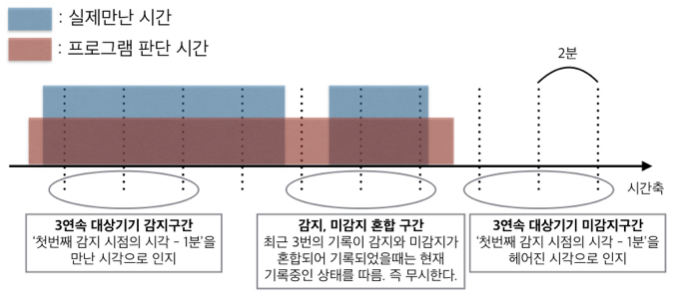 : 실제만난 시간
: 프로그램 판단 시간
2분
시간축
3연속 대상기기 감지구간
'첫번째 감지 시점의 시각 - 1분'을
만난 시각으로 인지
감지, 미감지 혼합 구간
최근 3번의 기록이 감지와 미감지가
혼합되어 기록되었을때는 현재
기록중인 상태를 따름. 즉 무시한다.
3연속 대상기기 미감지구간
'첫번째 감지 시점의 시각 - 1분'을
헤어진 시각으로 인지